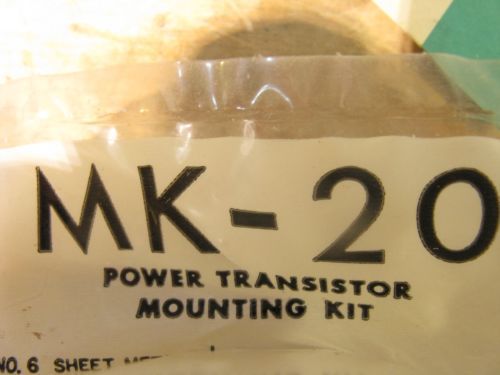 MK-20
POWER TRANSISTOR
MOUNTING KIT
NO. 6 SHEET